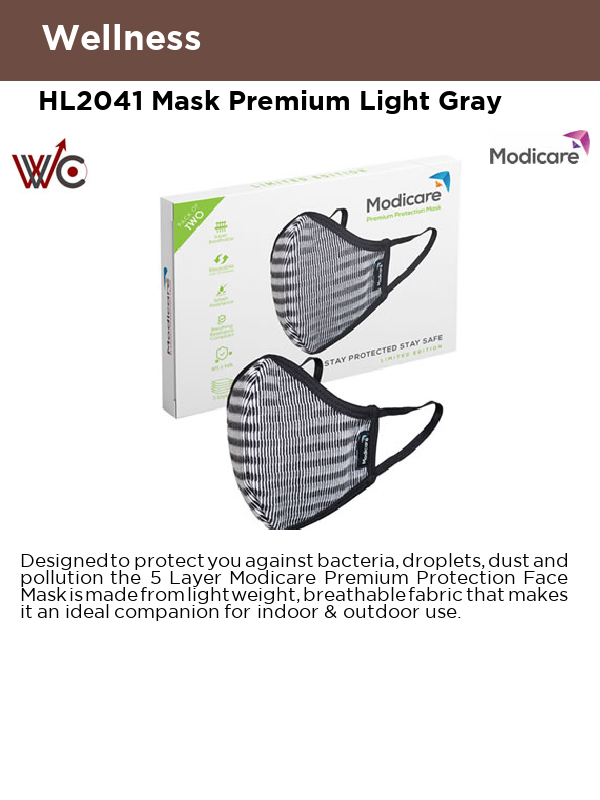 Wellness
HL2041 Mask Premium Light Gray
Modicare
LIMITED EDITION
Modicare
Premium Protection Mask
PACK OF
TWO
Reusable
Modicare
STAY PROTECTED STAY SAFE
LIMITED EDITION
Modicare
Designed to protect you against bacteria, droplets, dust and
pollution the 5 Layer Modicare Premium Protection Face
Mask is made from light weight, breathable fabric that makes
it an ideal companion for indoor & outdoor use.